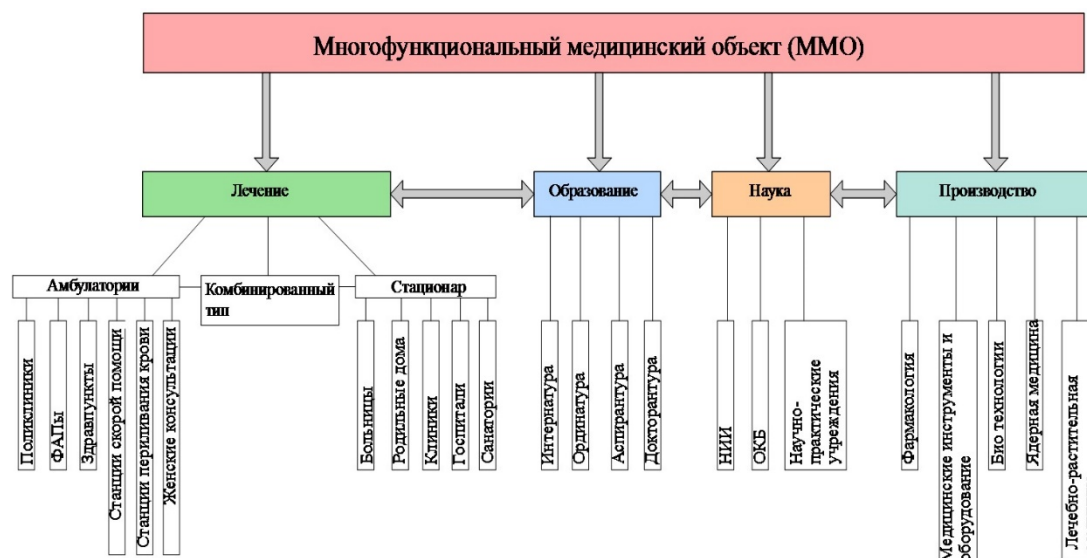 Многофункциональный медицинский объект (ММО)
Лечение
Образование
Наука
Производство
Амбулатории
Комбинированный
тип
Стационар
Поликлиники
ФАПы
Здравпункты
Станции скорой помощи
Станции периливания крови
Женские консультации
Больницы
Родильные дома
Клиники
Госпитали
Санатории
Интернатура
Ординатура
Аспирантура
Докторантура
НИИ
ОКБ
Научно-
практические
учреждения
Фармакология
Медицинские инструменты и
оборудование
Био технологии
Ядерная медицина
Лечебно-растительная